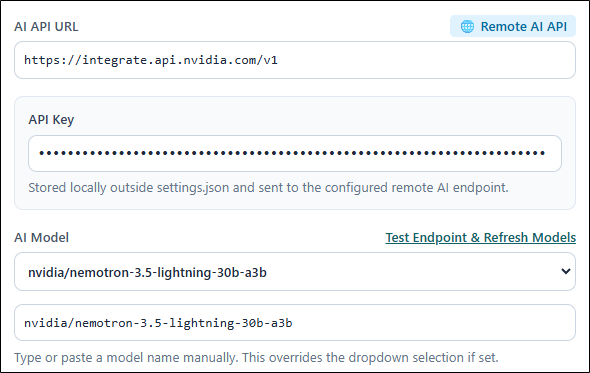 AI API URL
Remote AI API
https://integrate.api.nvidia.com/v1
API Key
••••••••••••••••••••••••••••••••••••••••••••••••••••••••••••••••••••••
Stored locally outside settings.json and sent to the configured remote AI endpoint.
AI Model
Test Endpoint & Refresh Models
nvidia/nemotron-3.5-lightning-30b-a3b
nvidia/nemotron-3.5-lightning-30b-a3b
Type or paste a model name manually. This overrides the dropdown selection if set.